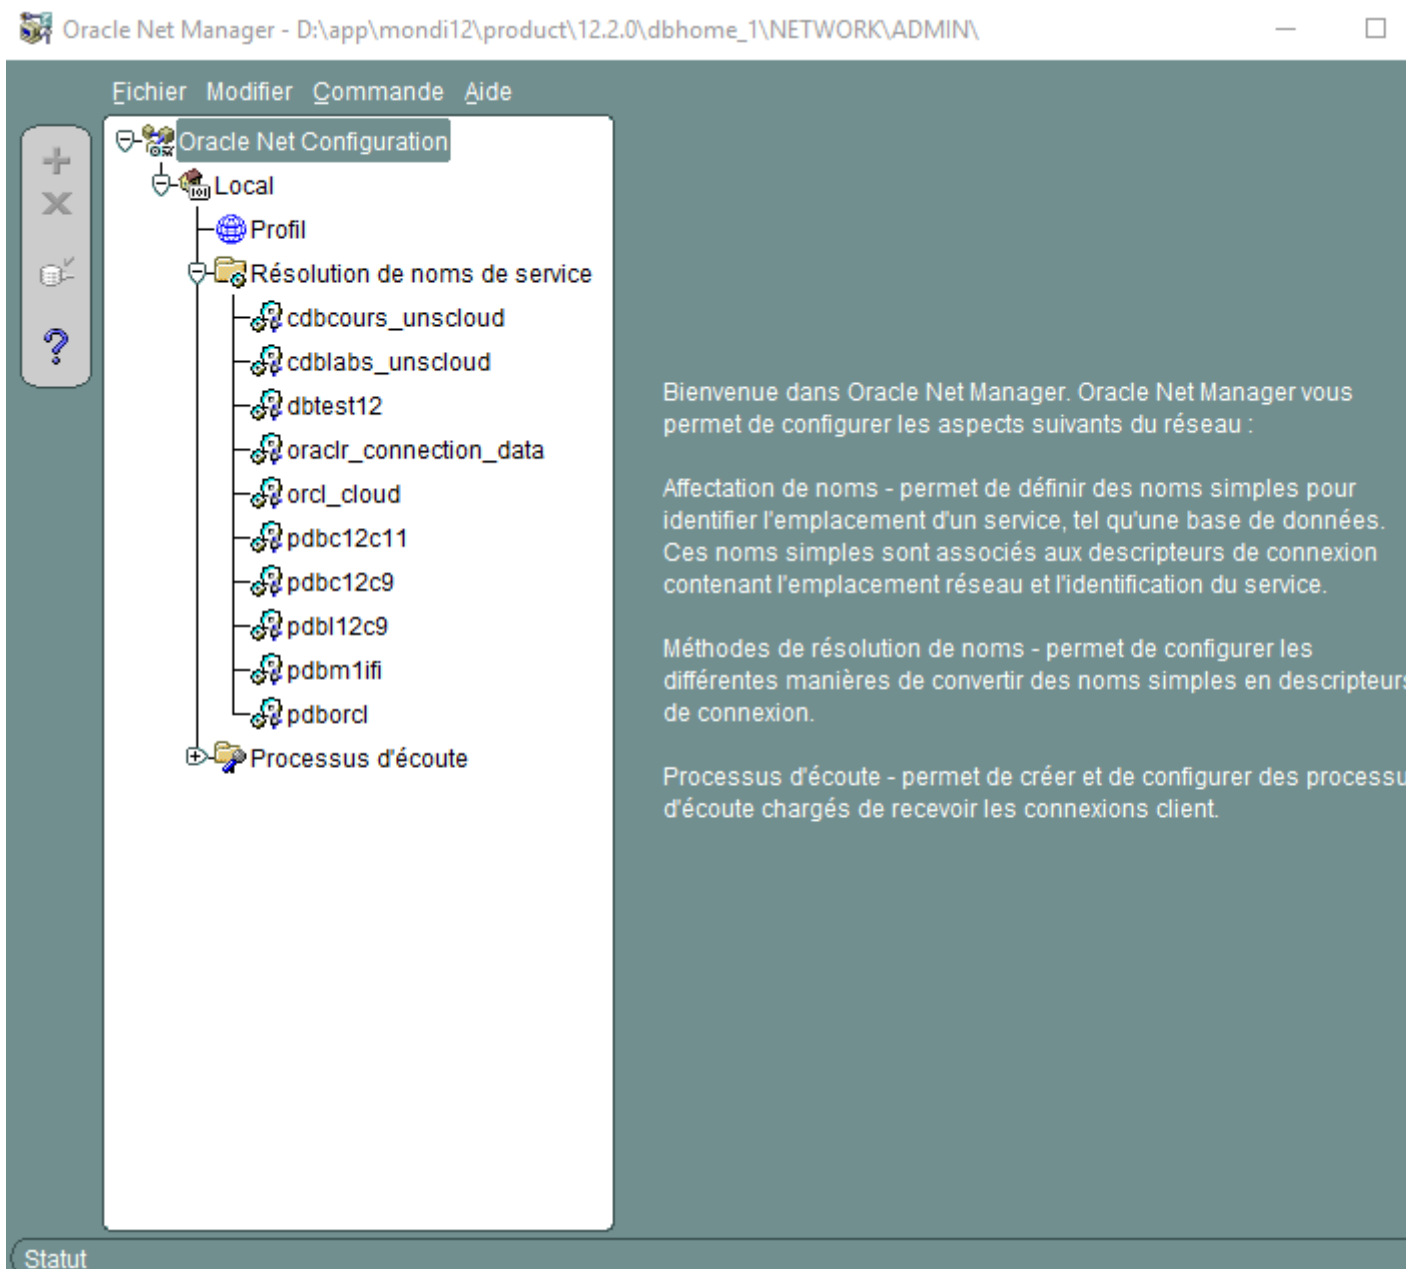 Oracle Net Manager - D:\app\mondi12\product\12.2.0\dbhome_1\NETWORK\ADMIN\
Fichier Modifier Commande Aide
Oracle Net Configuration
Local
Profil
Résolution de noms de service
cdbcours_unscloud
cdblabs_unscloud
dbtest12
oraclr_connection_data
orcl_cloud
pdbc12c11
pdbc12c9
pdbl12c9
pdbm1ifi
pdborcl
Processus d'écoute
Bienvenue dans Oracle Net Manager. Oracle Net Manager vous
permet de configurer les aspects suivants du réseau :
Affectation de noms - permet de définir des noms simples pour
identifier l'emplacement d'un service, tel qu'une base de données.
Ces noms simples sont associés aux descripteurs de connexion
contenant l'emplacement réseau et l'identification du service.
Méthodes de résolution de noms - permet de configurer les
différentes manières de convertir des noms simples en descripteurs
de connexion.
Processus d'écoute - permet de créer et de configurer des processu
d'écoute chargés de recevoir les connexions client.
Statut